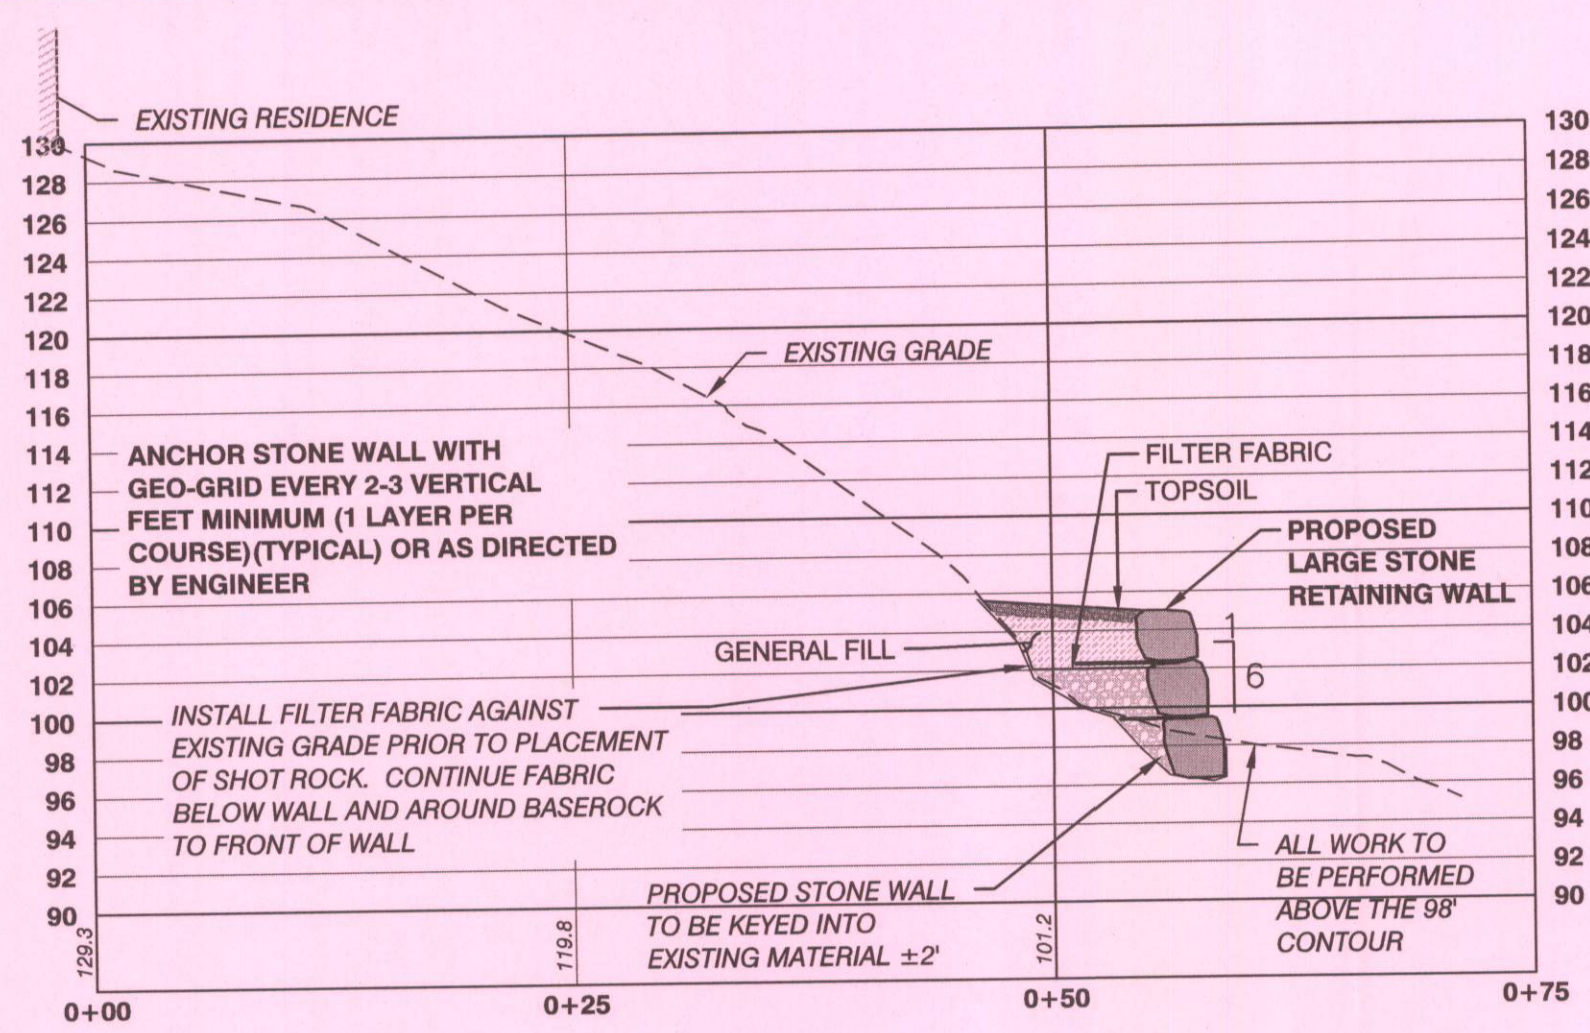 EXISTING RESIDENCE
130
128
126
124
122
120
118
116
114
112
110
108
106
104
102
100
98
96
94
92
90
130
128
126
124
122
120
118
116
114
112
110
108
106
104
102
100
98
96
94
92
90
EXISTING GRADE
ANCHOR STONE WALL WITH
GEO-GRID EVERY 2-3 VERTICAL
FEET MINIMUM (1 LAYER PER
COURSE)(TYPICAL) OR AS DIRECTED
BY ENGINEER
FILTER FABRIC
TOPSOIL
PROPOSED
LARGE STONE
RETAINING WALL
1
6
GENERAL FILL
INSTALL FILTER FABRIC AGAINST
EXISTING GRADE PRIOR TO PLACEMENT
OF SHOT ROCK. CONTINUE FABRIC
BELOW WALL AND AROUND BASEROCK
TO FRONT OF WALL
PROPOSED STONE WALL
TO BE KEYED INTO
EXISTING MATERIAL ±2'
ALL WORK TO
BE PERFORMED
ABOVE THE 98'
CONTOUR
129.3
119.8
101.2
0+00
0+25
0+50
0+75